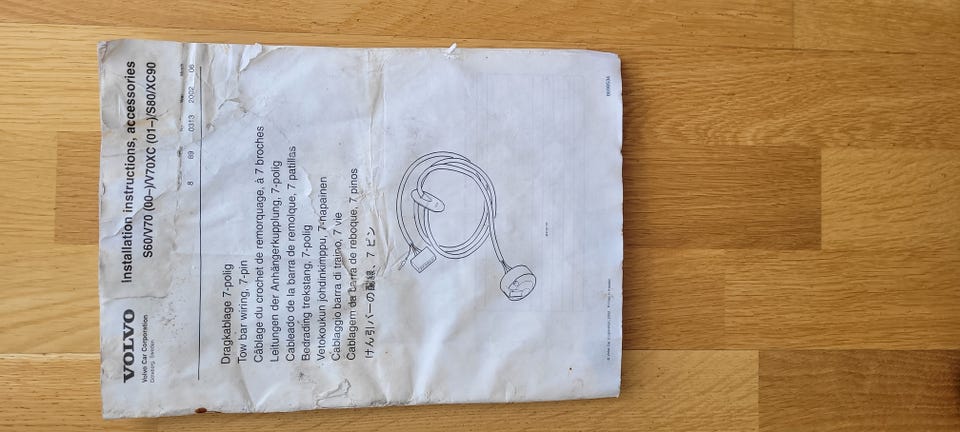 VOLVO
Volvo Car Corporation
Göteborg, Sweden
Installation instructions, accessories
S60/V70 (00–)/V70XC (01–)/S80/XC90
8 89 0313 2002 06
Dragkablage 7-polig
Tow bar wiring, 7-pin
Câblage du crochet de remorquage, à 7 broches
Leitungen der Anhängerkupplung, 7-polig
Cableado de la barra de remolque, 7 patillas
Bedrading trekstang, 7-polig
Vetokoukun johdinkimppu, 7-napainen
Cablaggio barra di traino, 7 vie
Cablagem da barra de reboque, 7 pinos
けん引バーの配線、7 ピン